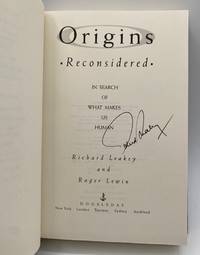 Origins
• Reconsidered •
IN SEARCH
OF
WHAT MAKES
US
HUMAN
Richard Leakey
and
Roger Lewin
DOUBLEDAY
New York London Toronto Sydney Auckland